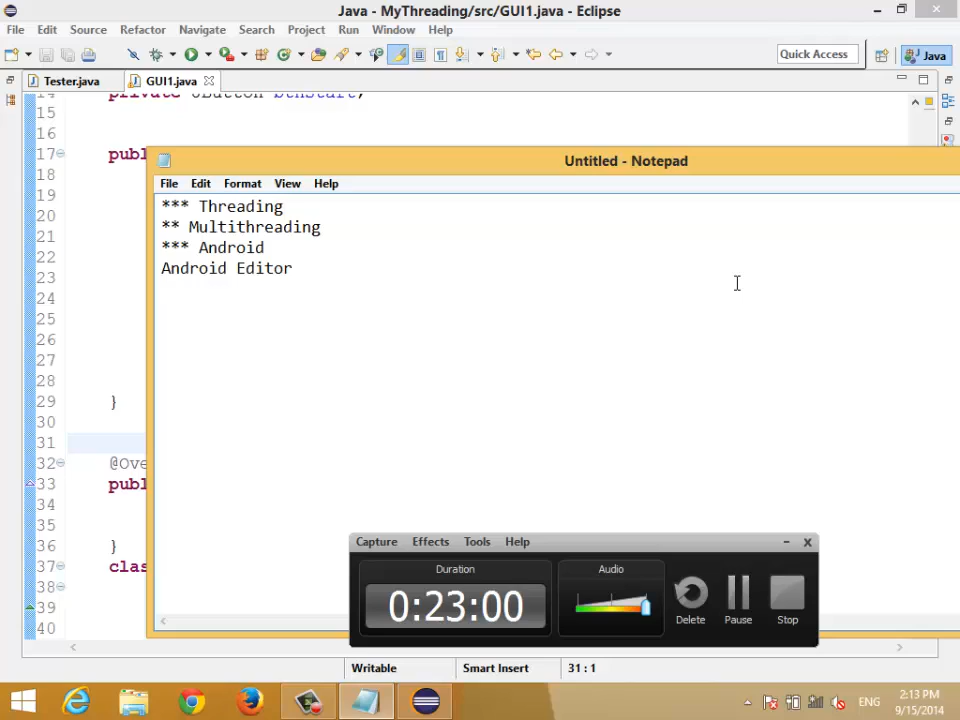 Java - MyThreading/src/GUI1.java - Eclipse
File Edit Source Refactor Navigate Search Project Run Window Help
Quick Access Java
Tester.java GUI1.java
14 private JButton btnStart;
15
16
17 publ
18
19
20
21
22
23
24
25
26
27
28
29 }
30
31
32 @Ove
33 publ
34
35
36 }
37 clas
38
39
40
Untitled - Notepad
File Edit Format View Help
*** Threading
** Multithreading
*** Android
Android Editor
Capture Effects Tools Help
Duration Audio
0:23:00
Delete Pause Stop
Writable Smart Insert 31 : 1
ENG 2:13 PM
9/15/2014